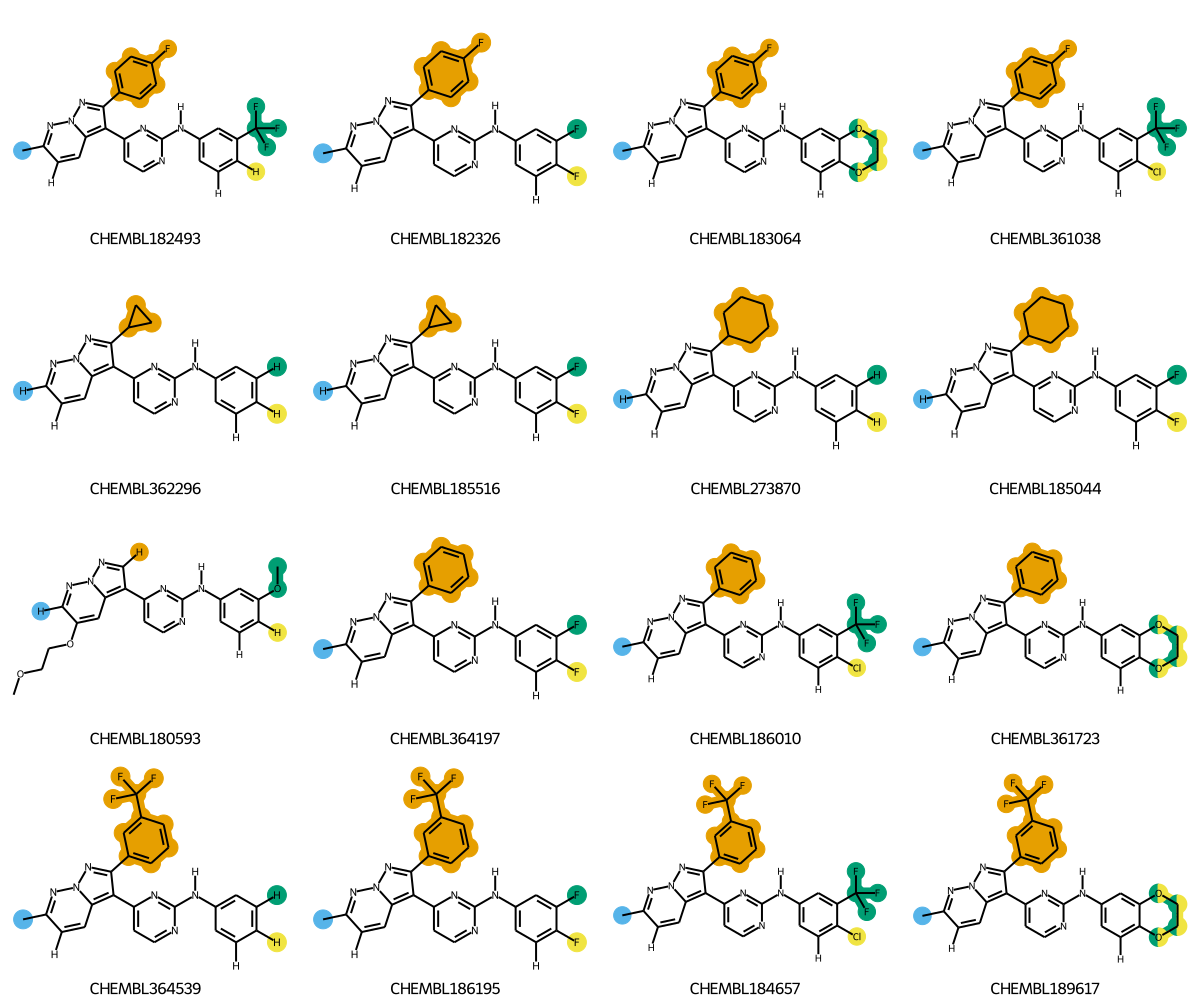 CHEMBL182493 CHEMBL182326 CHEMBL183064 CHEMBL361038
CHEMBL362296 CHEMBL185516 CHEMBL273870 CHEMBL185044
CHEMBL180593 CHEMBL364197 CHEMBL186010 CHEMBL361723
CHEMBL364539 CHEMBL186195 CHEMBL184657 CHEMBL189617